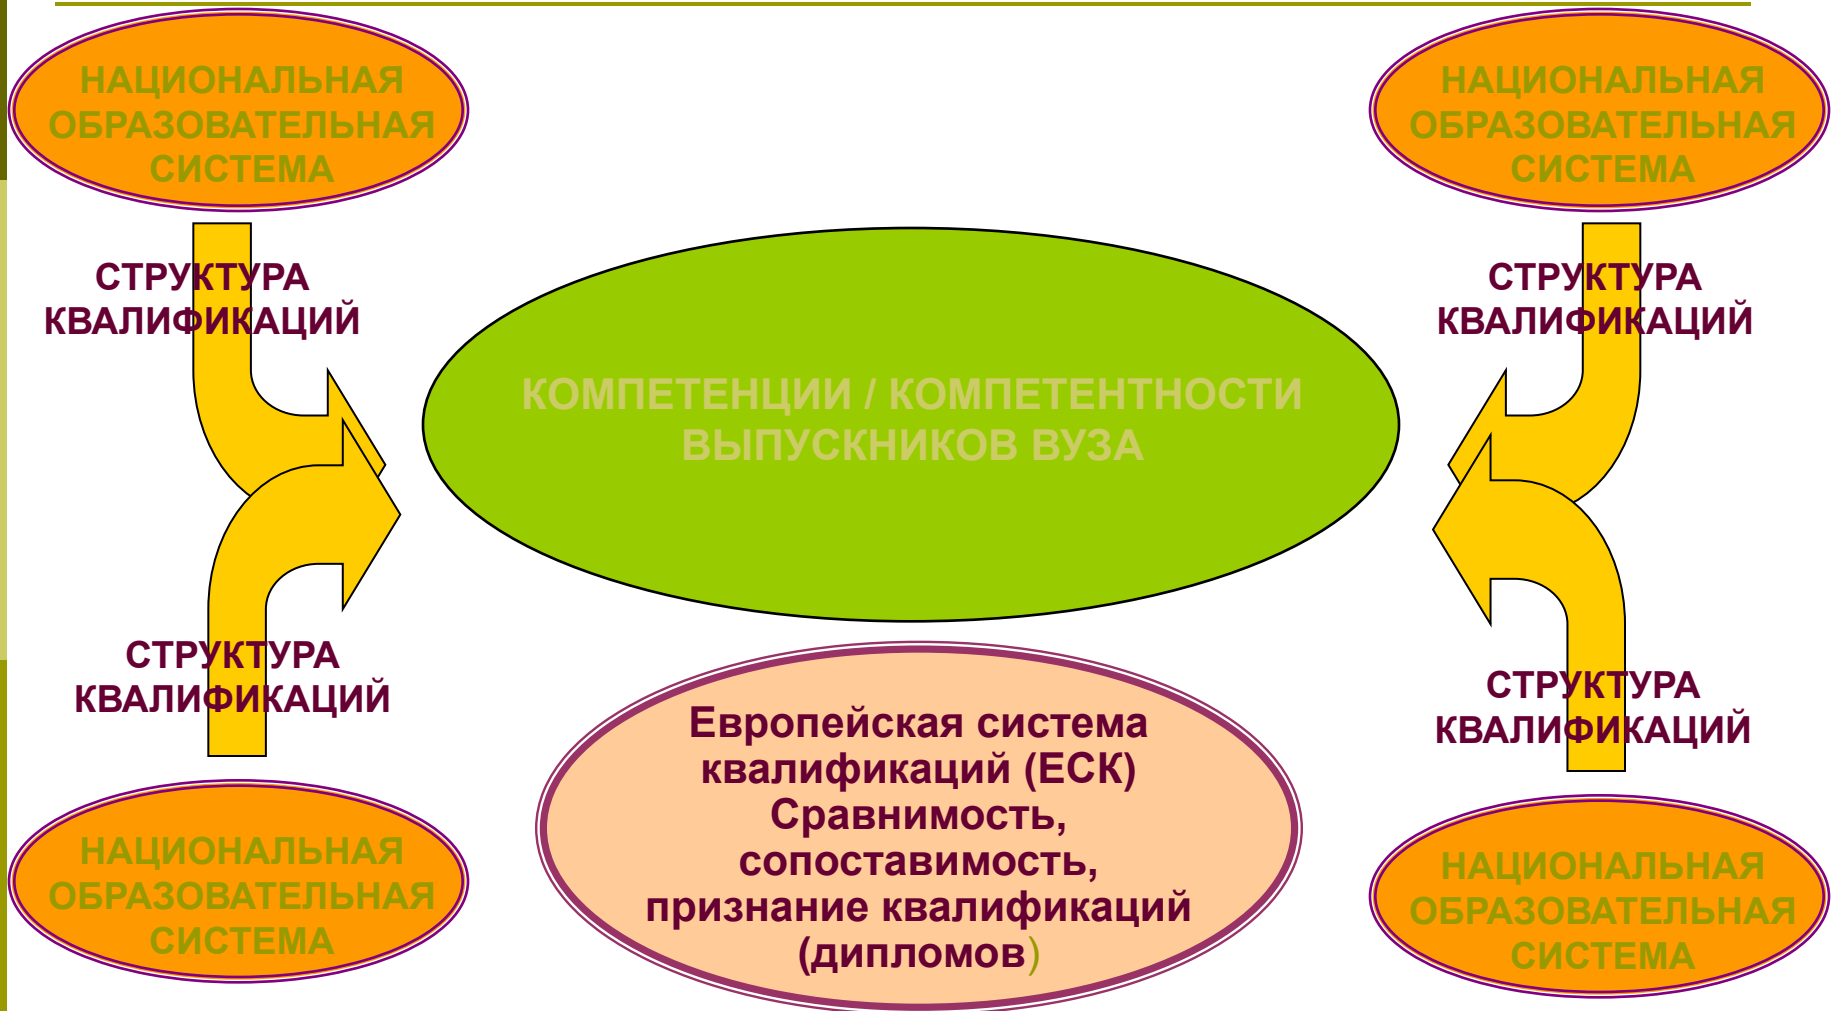 НАЦИОНАЛЬНАЯ
ОБРАЗОВАТЕЛЬНАЯ
СИСТЕМА
НАЦИОНАЛЬНАЯ
ОБРАЗОВАТЕЛЬНАЯ
СИСТЕМА
СТРУКТУРА
КВАЛИФИКАЦИЙ
СТРУКТУРА
КВАЛИФИКАЦИЙ
КОМПЕТЕНЦИИ / КОМПЕТЕНТНОСТИ
ВЫПУСКНИКОВ ВУЗА
СТРУКТУРА
КВАЛИФИКАЦИЙ
СТРУКТУРА
КВАЛИФИКАЦИЙ
Европейская система
квалификаций (ЕСК)
Сравнимость,
сопоставимость,
признание квалификаций
(дипломов)
НАЦИОНАЛЬНАЯ
ОБРАЗОВАТЕЛЬНАЯ
СИСТЕМА
НАЦИОНАЛЬНАЯ
ОБРАЗОВАТЕЛЬНАЯ
СИСТЕМА